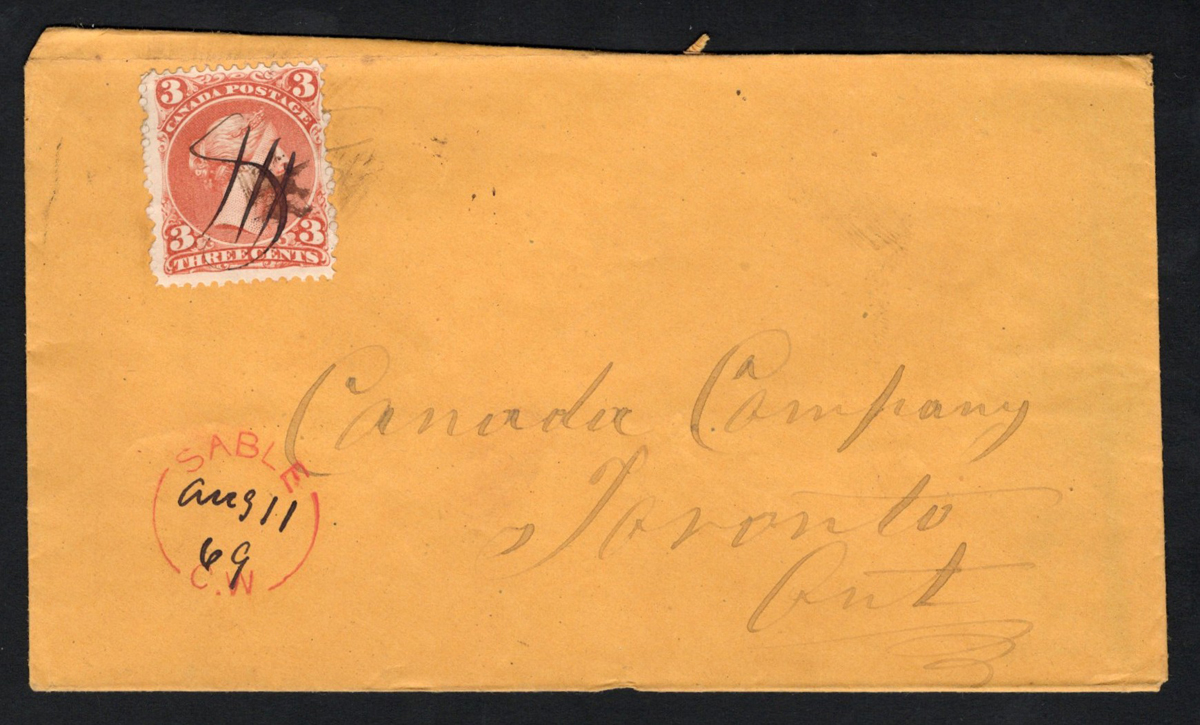 3 3
CANADA POSTAGE
3 3
THREE CENTS
Canada Company
Toronto
Ont
SABLE
Aug 11
69
C.W